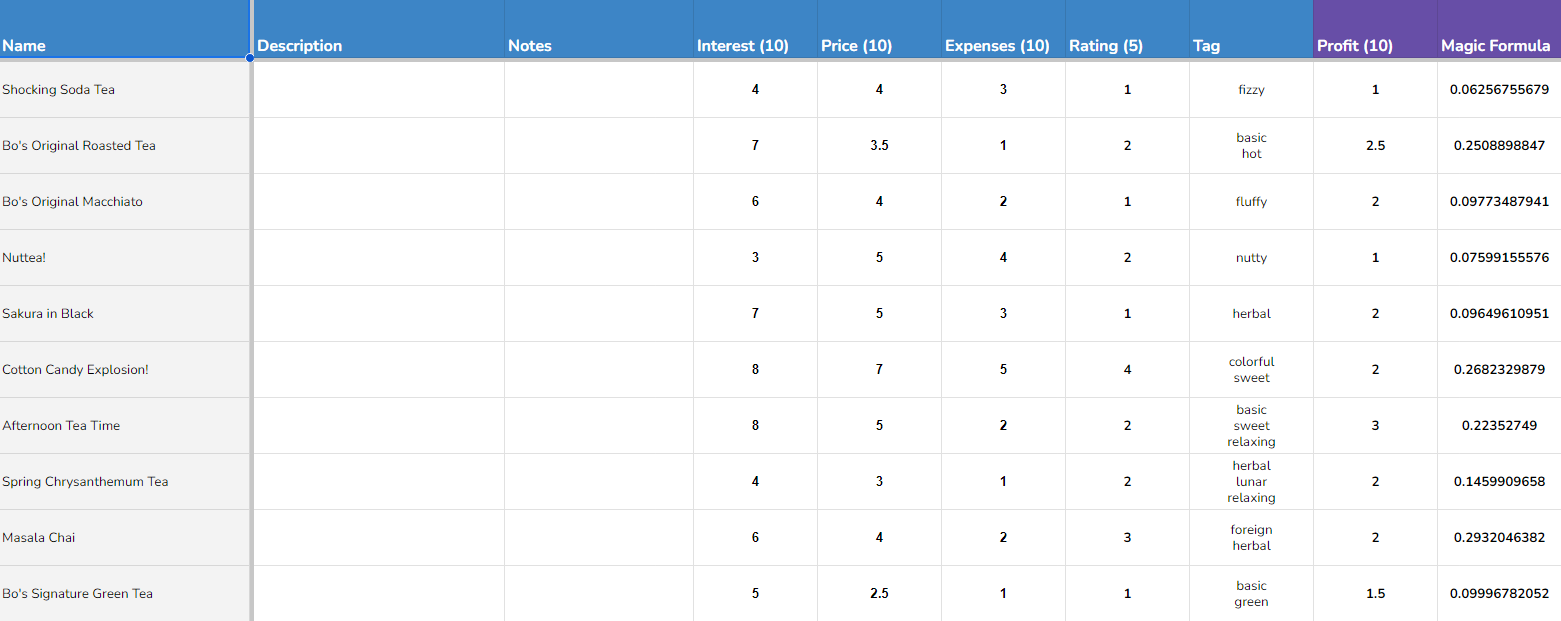 Name Description Notes Interest (10) Price (10) Expenses (10) Rating (5) Tag Profit (10) Magic Formula
Shocking Soda Tea 4 4 3 1 fizzy 1 0.06256755679
Bo's Original Roasted Tea 7 3.5 1 2 basic hot 2.5 0.2508898847
Bo's Original Macchiato 6 4 2 1 fluffy 2 0.09773487941
Nuttea! 3 5 4 2 nutty 1 0.07599155576
Sakura in Black 7 5 3 1 herbal 2 0.09649610951
Cotton Candy Explosion! 8 7 5 4 colorful sweet 2 0.2682329879
Afternoon Tea Time 8 5 2 2 basic sweet relaxing 3 0.22352749
Spring Chrysanthemum Tea 4 3 1 2 herbal lunar relaxing 2 0.1459909658
Masala Chai 6 4 2 3 foreign herbal 2 0.2932046382
Bo's Signature Green Tea 5 2.5 1 1 basic green 1.5 0.09996782052